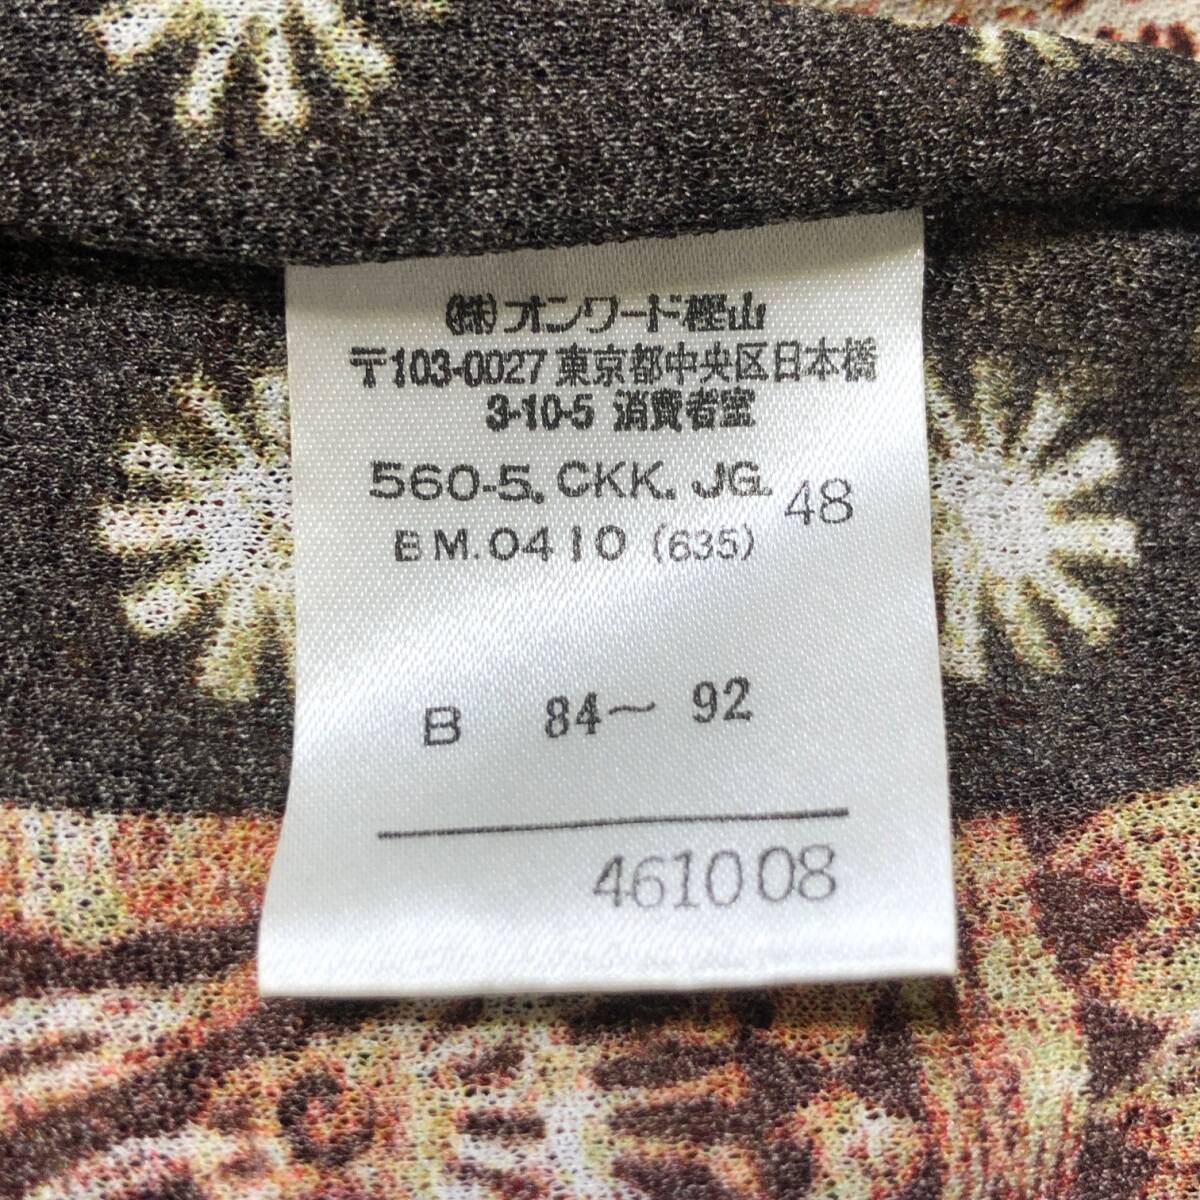 (株)オンワード樫山
〒103-0027 東京都中央区日本橋
3-10-5 消費者室
560-5. CKK. JG. 48
BM. 0410 (635)
B 84～ 92
461008